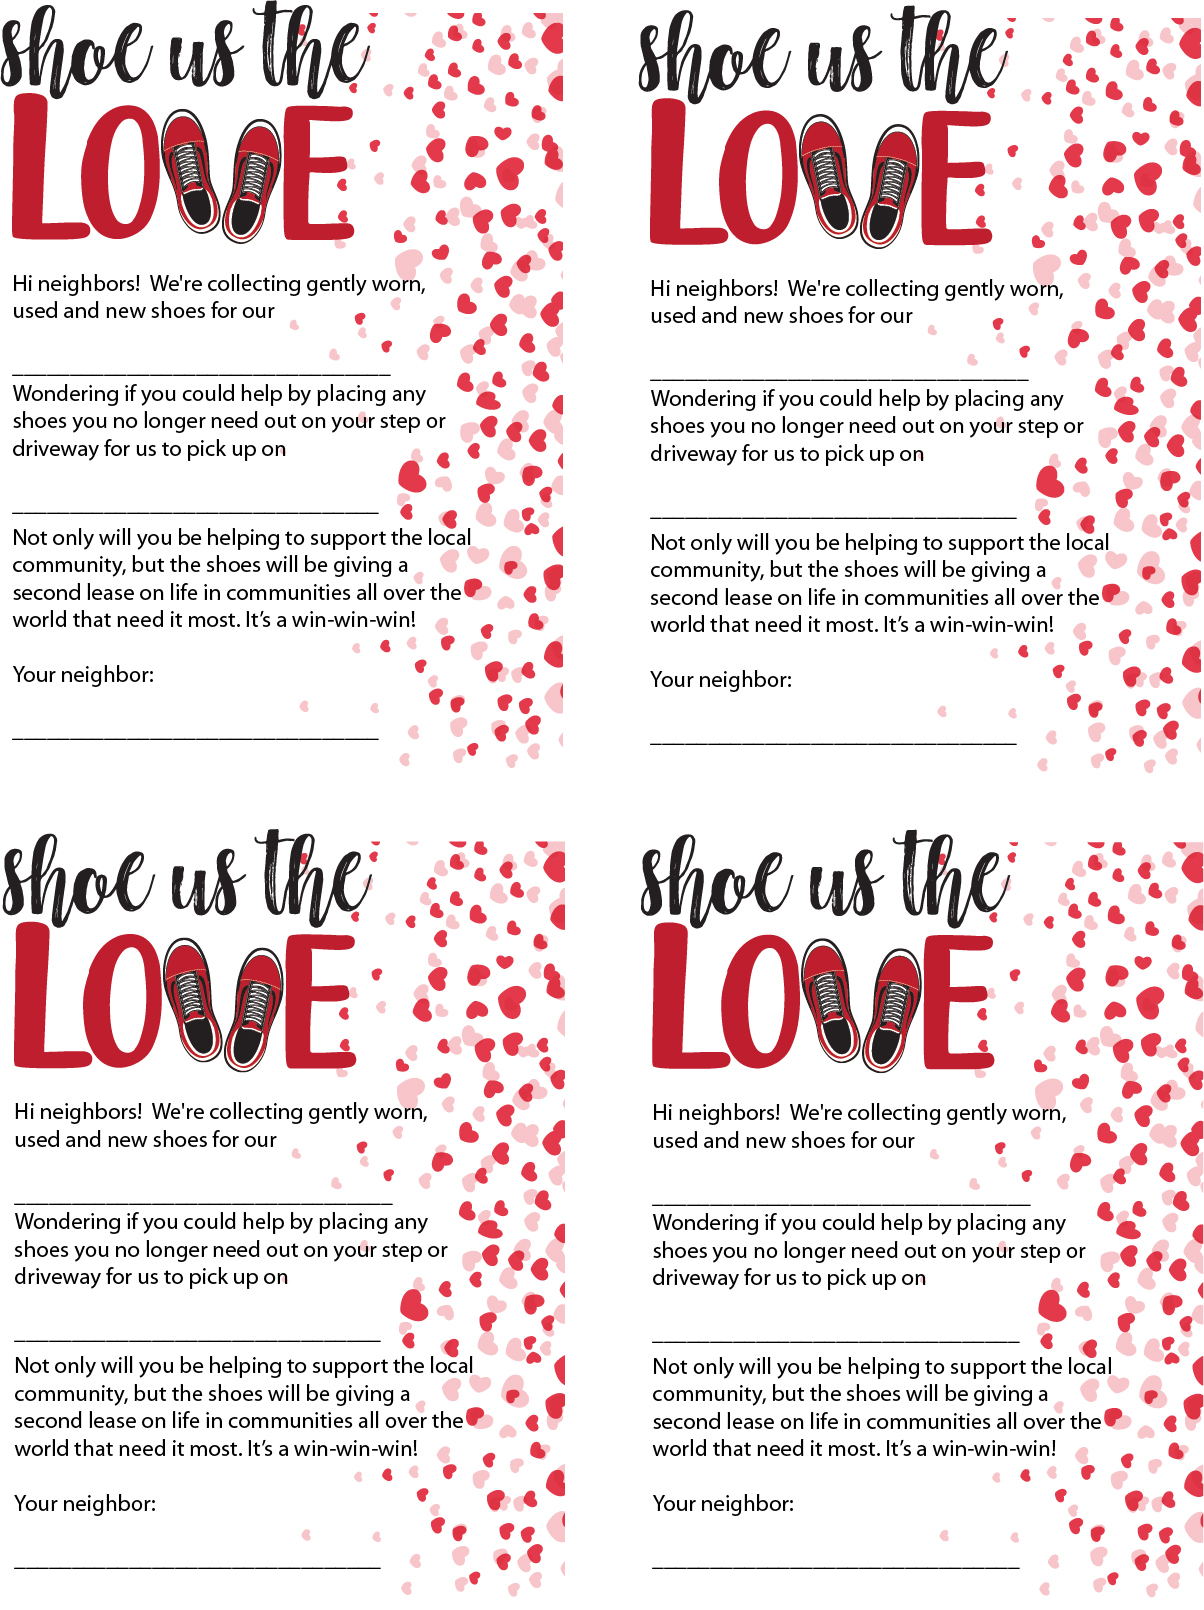 shoe us the
LOVE
Hi neighbors!  We're collecting gently worn,
used and new shoes for our
_________________________________
Wondering if you could help by placing any
shoes you no longer need out on your step or
driveway for us to pick up on
________________________________
Not only will you be helping to support the local
community, but the shoes will be giving a
second lease on life in communities all over the
world that need it most. It’s a win-win-win!
Your neighbor:
________________________________
shoe us the
LOVE
Hi neighbors!  We're collecting gently worn,
used and new shoes for our
_________________________________
Wondering if you could help by placing any
shoes you no longer need out on your step or
driveway for us to pick up on
________________________________
Not only will you be helping to support the local
community, but the shoes will be giving a
second lease on life in communities all over the
world that need it most. It’s a win-win-win!
Your neighbor:
________________________________
shoe us the
LOVE
Hi neighbors!  We're collecting gently worn,
used and new shoes for our
_________________________________
Wondering if you could help by placing any
shoes you no longer need out on your step or
driveway for us to pick up on
________________________________
Not only will you be helping to support the local
community, but the shoes will be giving a
second lease on life in communities all over the
world that need it most. It’s a win-win-win!
Your neighbor:
________________________________
shoe us the
LOVE
Hi neighbors!  We're collecting gently worn,
used and new shoes for our
_________________________________
Wondering if you could help by placing any
shoes you no longer need out on your step or
driveway for us to pick up on
________________________________
Not only will you be helping to support the local
community, but the shoes will be giving a
second lease on life in communities all over the
world that need it most. It’s a win-win-win!
Your neighbor:
________________________________